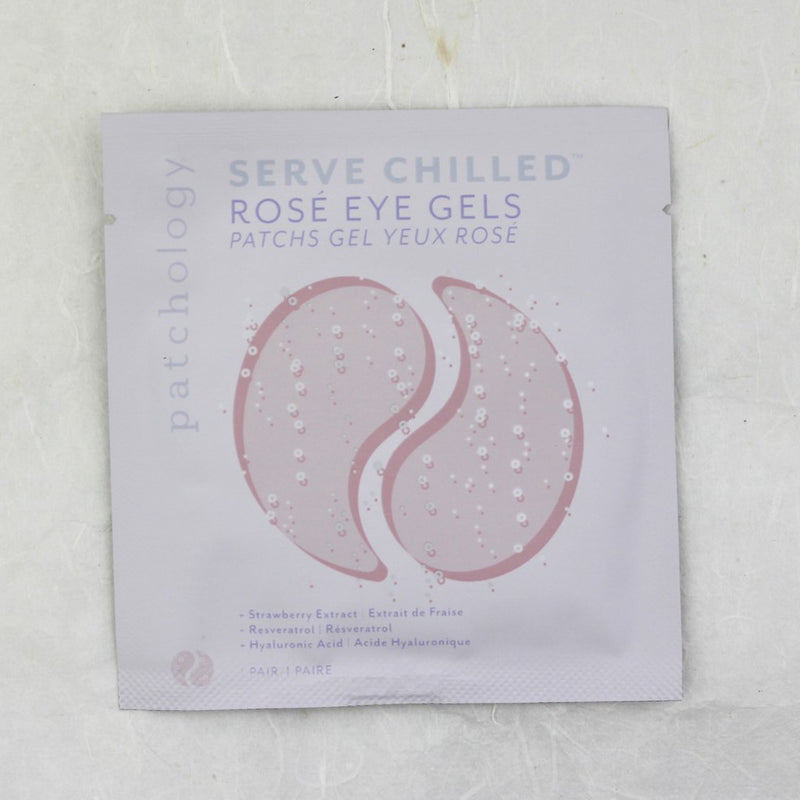 patchology
SERVE CHILLED™
ROSÉ EYE GELS
PATCHS GEL YEUX ROSÉ
- Strawberry Extract | Extrait de Fraise
- Resveratrol | Résveratrol
- Hyaluronic Acid | Acide Hyaluronique
1 PAIR/1 PAIRE